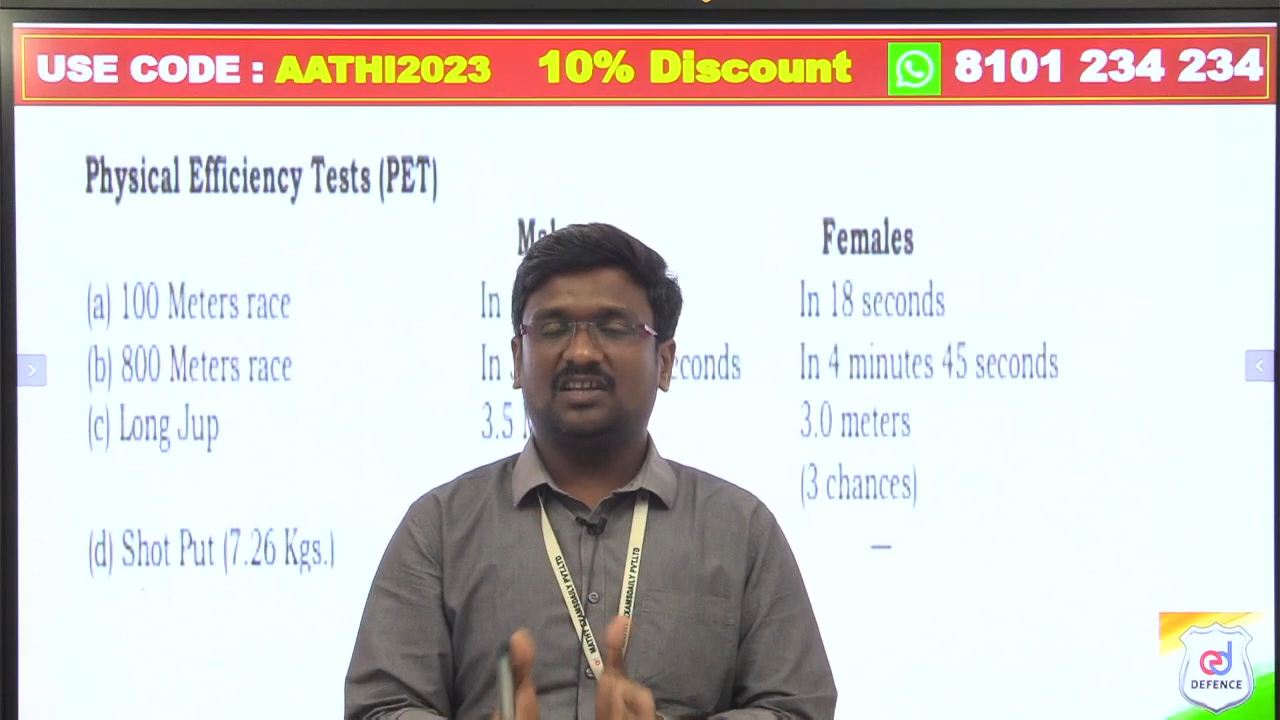 USE CODE : AATHI2023 10% Discount 8101 234 234
Physical Efficiency Tests (PET)
Females
(a) 100 Meters race In In 18 seconds
(b) 800 Meters race In In 4 minutes 45 seconds
(c) Long Jup 3.5 3.0 meters
(3 chances)
(d) Shot Put (7.26 Kgs.) —
ed
DEFENCE